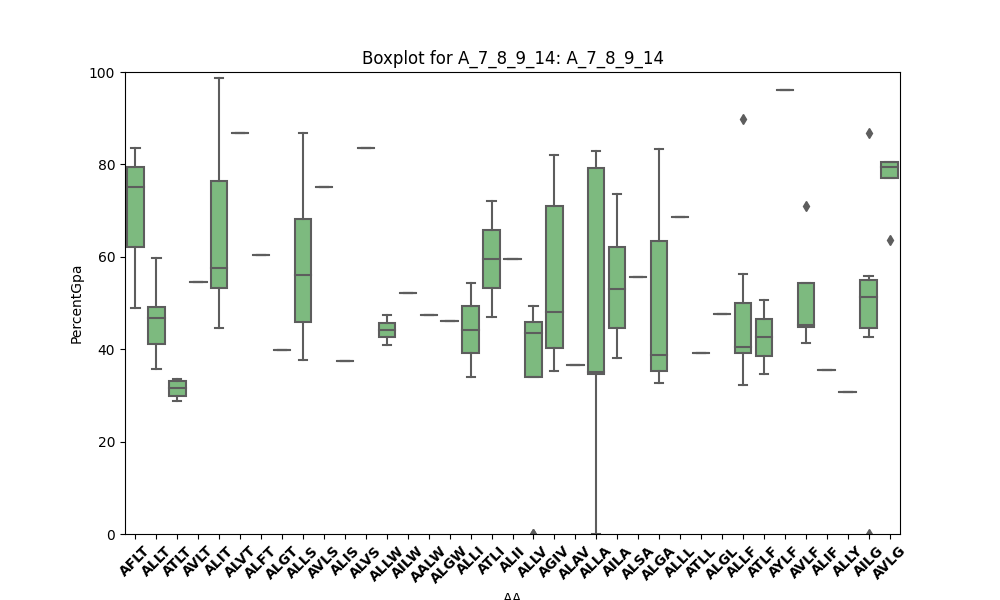 Boxplot for A_7_8_9_14: A_7_8_9_14
PercentGpa
100
80
60
40
20
0
AFLT
ALLT
ATLT
AVLT
ALIT
ALVT
ALFT
ALGT
ALLS
AVLS
ALIS
ALVS
ALLW
AILW
AALW
ALGW
ALLI
ATLI
ALII
ALLV
AGIV
ALAV
ALLA
AILA
ALSA
ALGA
ALLL
ATLL
ALGL
ALLF
ATLF
AYLF
AVLF
ALIF
ALLY
AILG
AVLG
AA